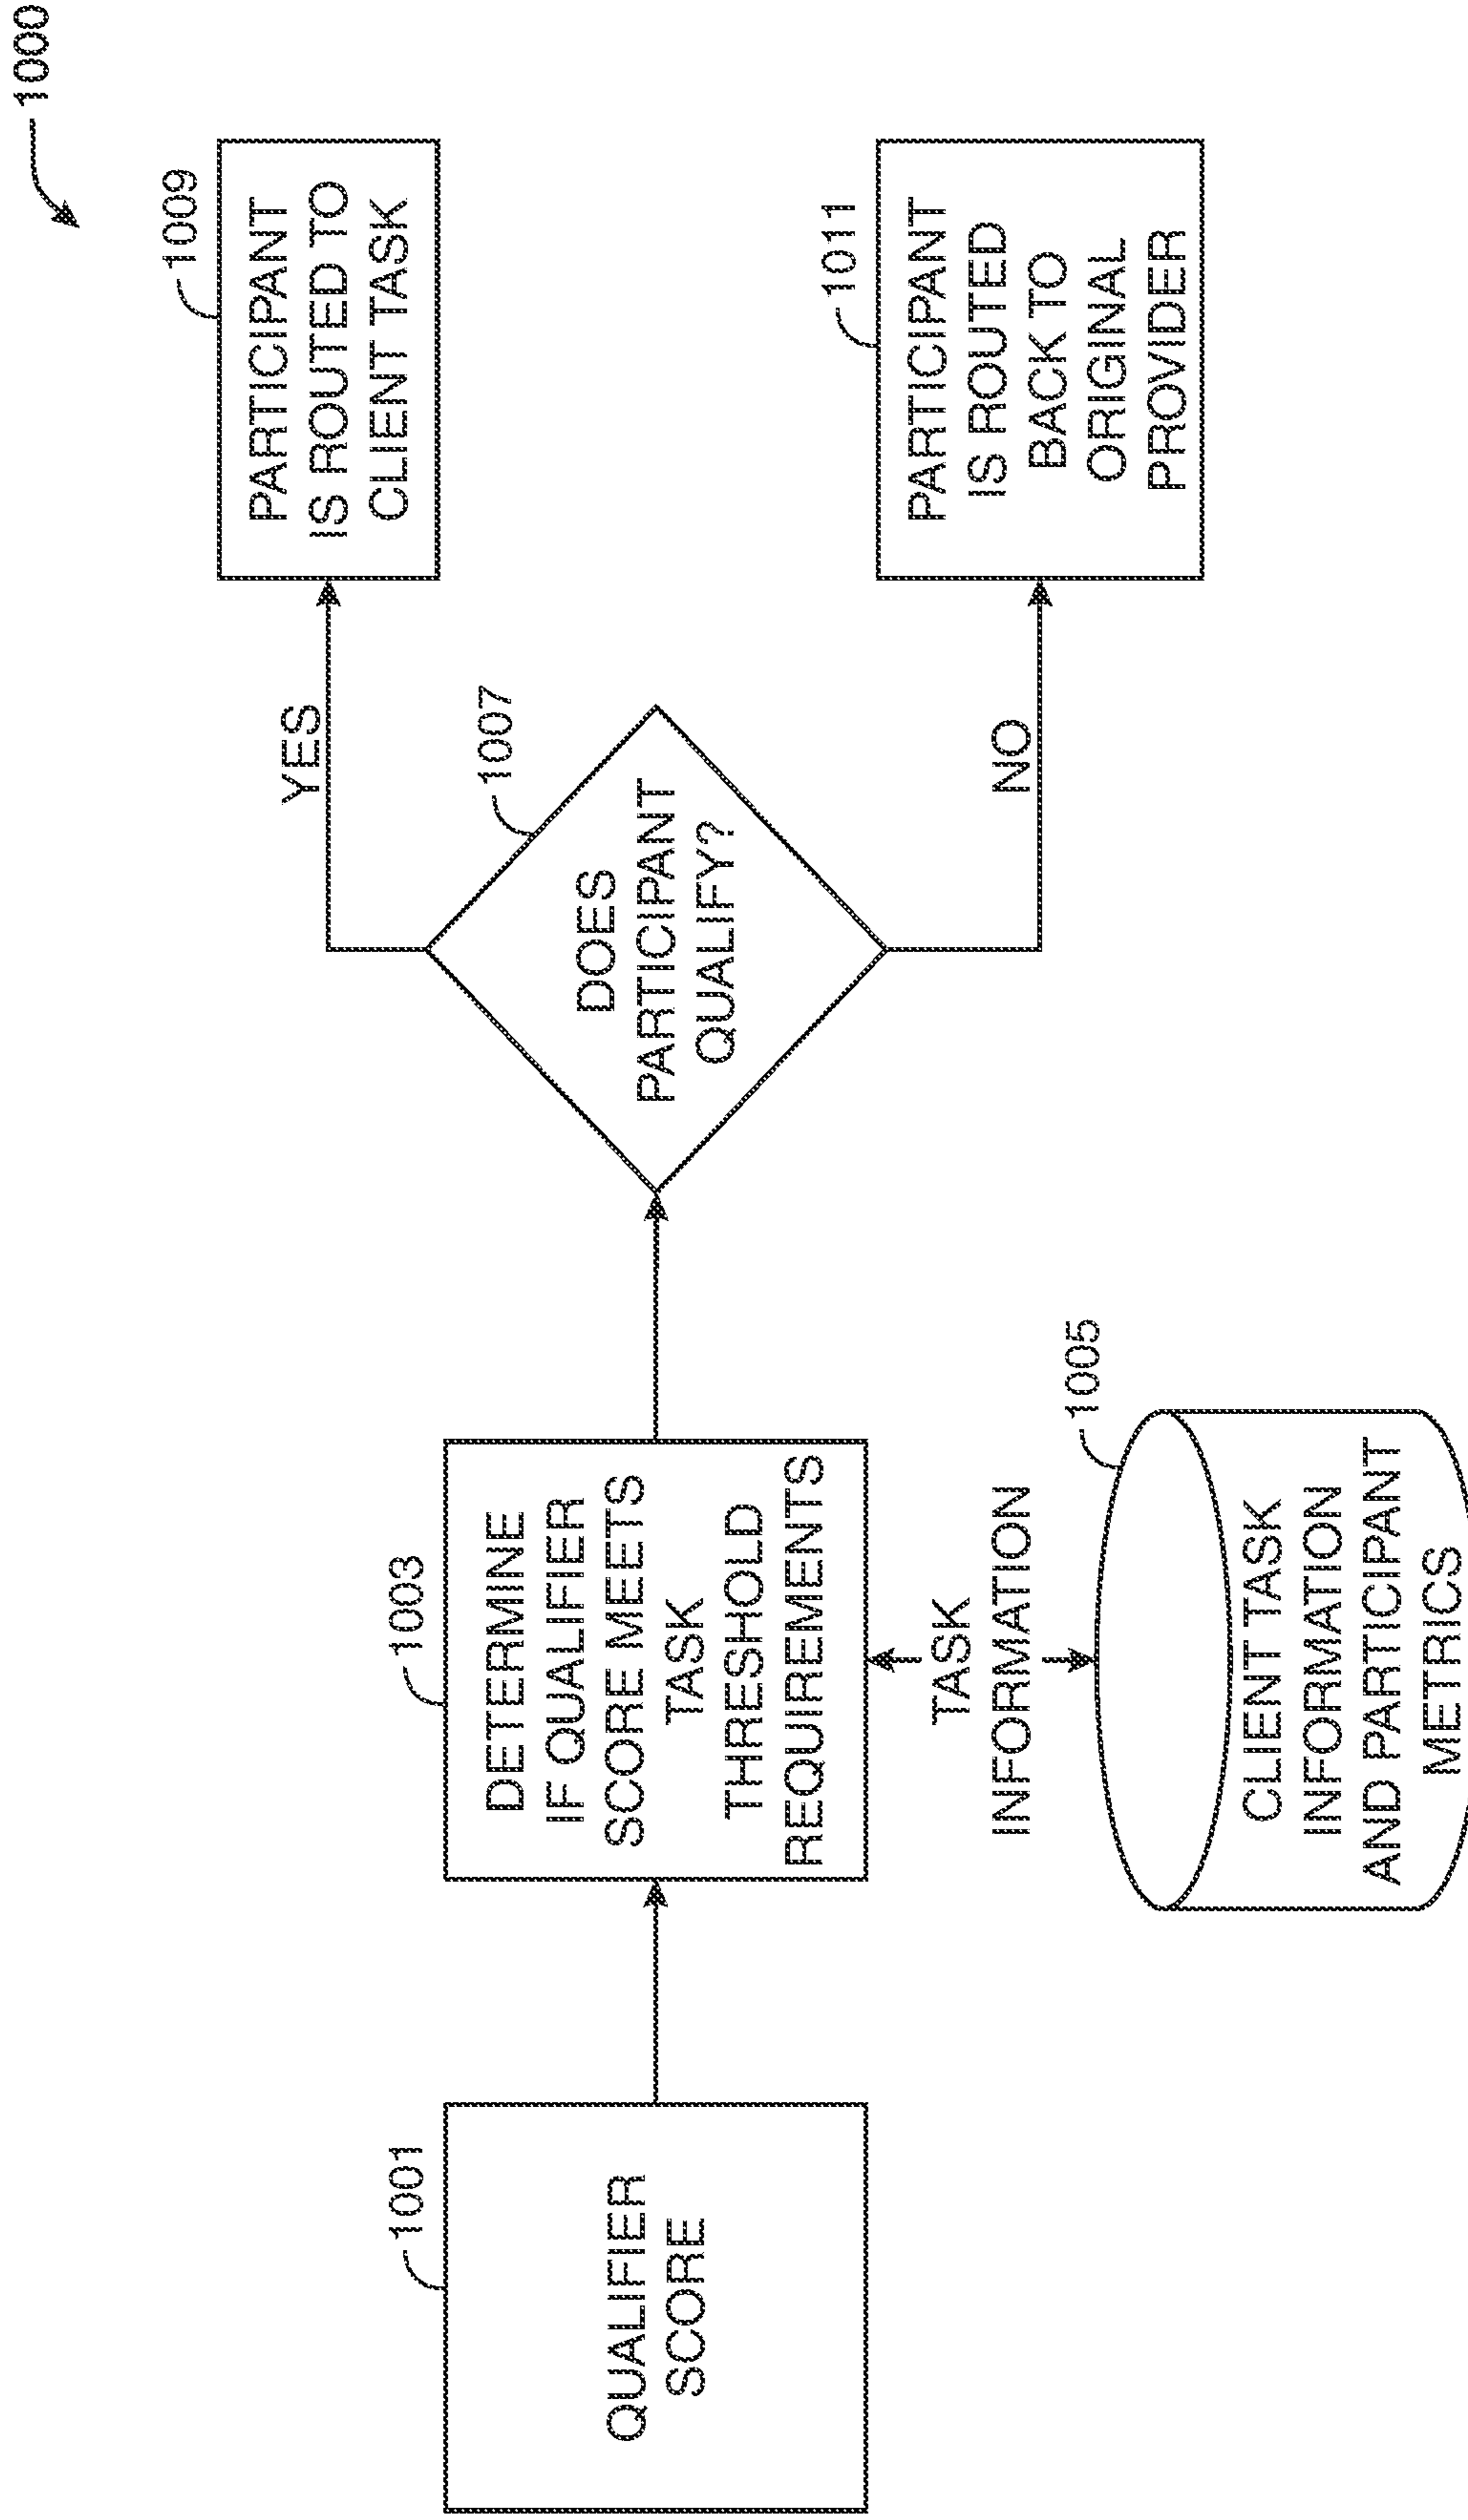 1000
1001
QUALIFIER
SCORE
1003
DETERMINE
IF QUALIFIER
SCORE MEETS
TASK
THRESHOLD
REQUIREMENTS
TASK
INFORMATION
1005
CLIENT TASK
INFORMATION
AND PARTICIPANT
METRICS
1007
DOES
PARTICIPANT
QUALIFY?
YES
1009
PARTICIPANT
IS ROUTED TO
CLIENT TASK
NO
1011
PARTICIPANT
IS ROUTED
BACK TO
ORIGINAL
PROVIDER